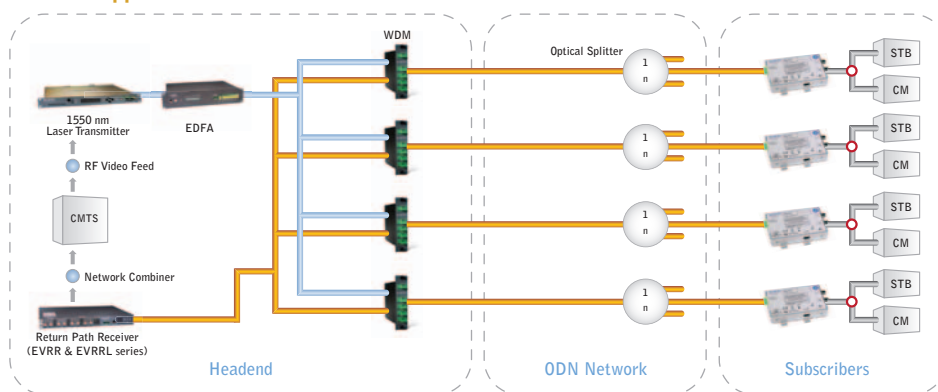 WDM
Optical Splitter
1
n
STB
CM
1550 nm
Laser Transmitter
EDFA
RF Video Feed
1
n
STB
CM
CMTS
1
n
STB
CM
Network Combiner
1
n
STB
CM
Return Path Receiver
(EVRR & EVRRL series)
Headend
ODN Network
Subscribers